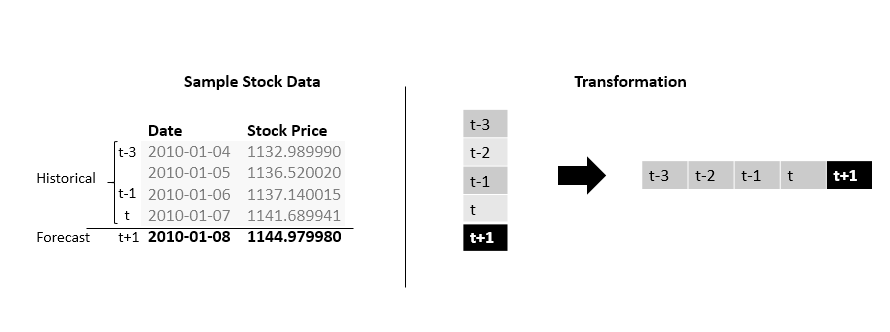 Sample Stock Data
Date Stock Price
Historical
t-3 2010-01-04 1132.989990
2010-01-05 1136.520020
t-1 2010-01-06 1137.140015
t 2010-01-07 1141.689941
Forecast t+1 2010-01-08 1144.979980
Transformation
t-3
t-2
t-1
t
t+1
t-3 t-2 t-1 t t+1